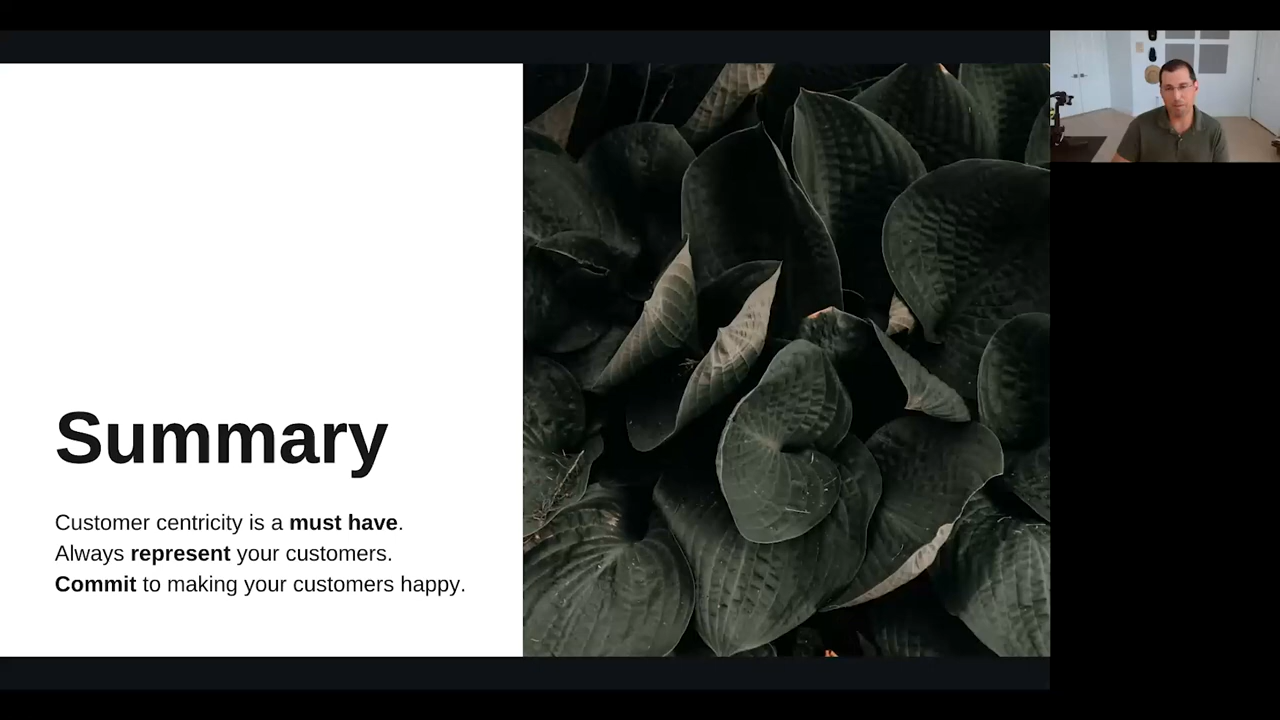 Summary
Customer centricity is a must have.
Always represent your customers.
Commit to making your customers happy.